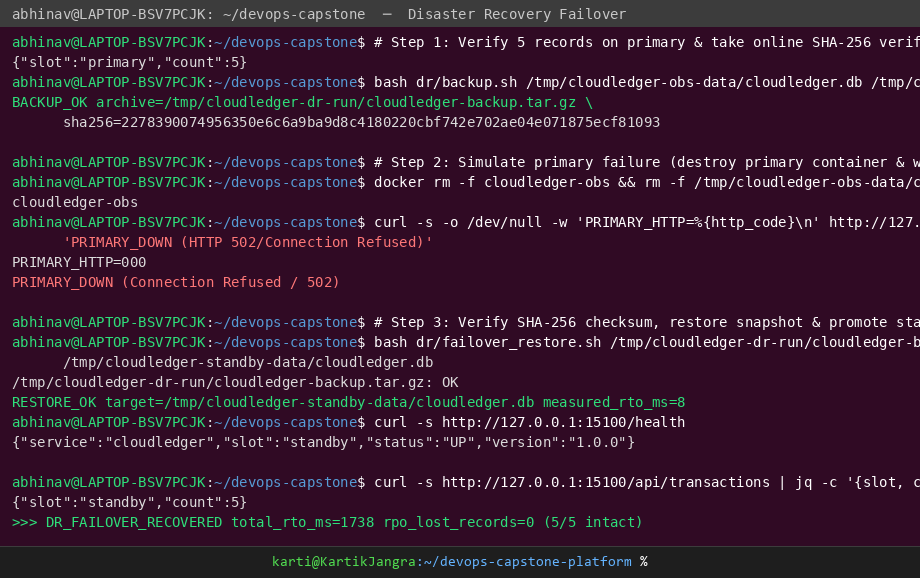 abhinav@LAPTOP-BSV7PCJK: ~/devops-capstone — Disaster Recovery Failover
abhinav@LAPTOP-BSV7PCJK:~/devops-capstone$ # Step 1: Verify 5 records on primary & take online SHA-256 verif
{"slot":"primary","count":5}
abhinav@LAPTOP-BSV7PCJK:~/devops-capstone$ bash dr/backup.sh /tmp/cloudledger-obs-data/cloudledger.db /tmp/c
BACKUP_OK archive=/tmp/cloudledger-dr-run/cloudledger-backup.tar.gz \
sha256=2278390074956350e6c6a9ba9d8c4180220cbf742e702ae04e071875ecf81093
abhinav@LAPTOP-BSV7PCJK:~/devops-capstone$ # Step 2: Simulate primary failure (destroy primary container & w
abhinav@LAPTOP-BSV7PCJK:~/devops-capstone$ docker rm -f cloudledger-obs && rm -f /tmp/cloudledger-obs-data/c
cloudledger-obs
abhinav@LAPTOP-BSV7PCJK:~/devops-capstone$ curl -s -o /dev/null -w 'PRIMARY_HTTP=%{http_code}\n' http://127.
'PRIMARY_DOWN (HTTP 502/Connection Refused)'
PRIMARY_HTTP=000
PRIMARY_DOWN (Connection Refused / 502)
abhinav@LAPTOP-BSV7PCJK:~/devops-capstone$ # Step 3: Verify SHA-256 checksum, restore snapshot & promote sta
abhinav@LAPTOP-BSV7PCJK:~/devops-capstone$ bash dr/failover_restore.sh /tmp/cloudledger-dr-run/cloudledger-b
/tmp/cloudledger-standby-data/cloudledger.db
/tmp/cloudledger-dr-run/cloudledger-backup.tar.gz: OK
RESTORE_OK target=/tmp/cloudledger-standby-data/cloudledger.db measured_rto_ms=8
abhinav@LAPTOP-BSV7PCJK:~/devops-capstone$ curl -s http://127.0.0.1:15100/health
{"service":"cloudledger","slot":"standby","status":"UP","version":"1.0.0"}
abhinav@LAPTOP-BSV7PCJK:~/devops-capstone$ curl -s http://127.0.0.1:15100/api/transactions | jq -c '{slot, c
{"slot":"standby","count":5}
>>> DR_FAILOVER_RECOVERED total_rto_ms=1738 rpo_lost_records=0 (5/5 intact)
karti@KartikJangra:~/devops-capstone-platform %